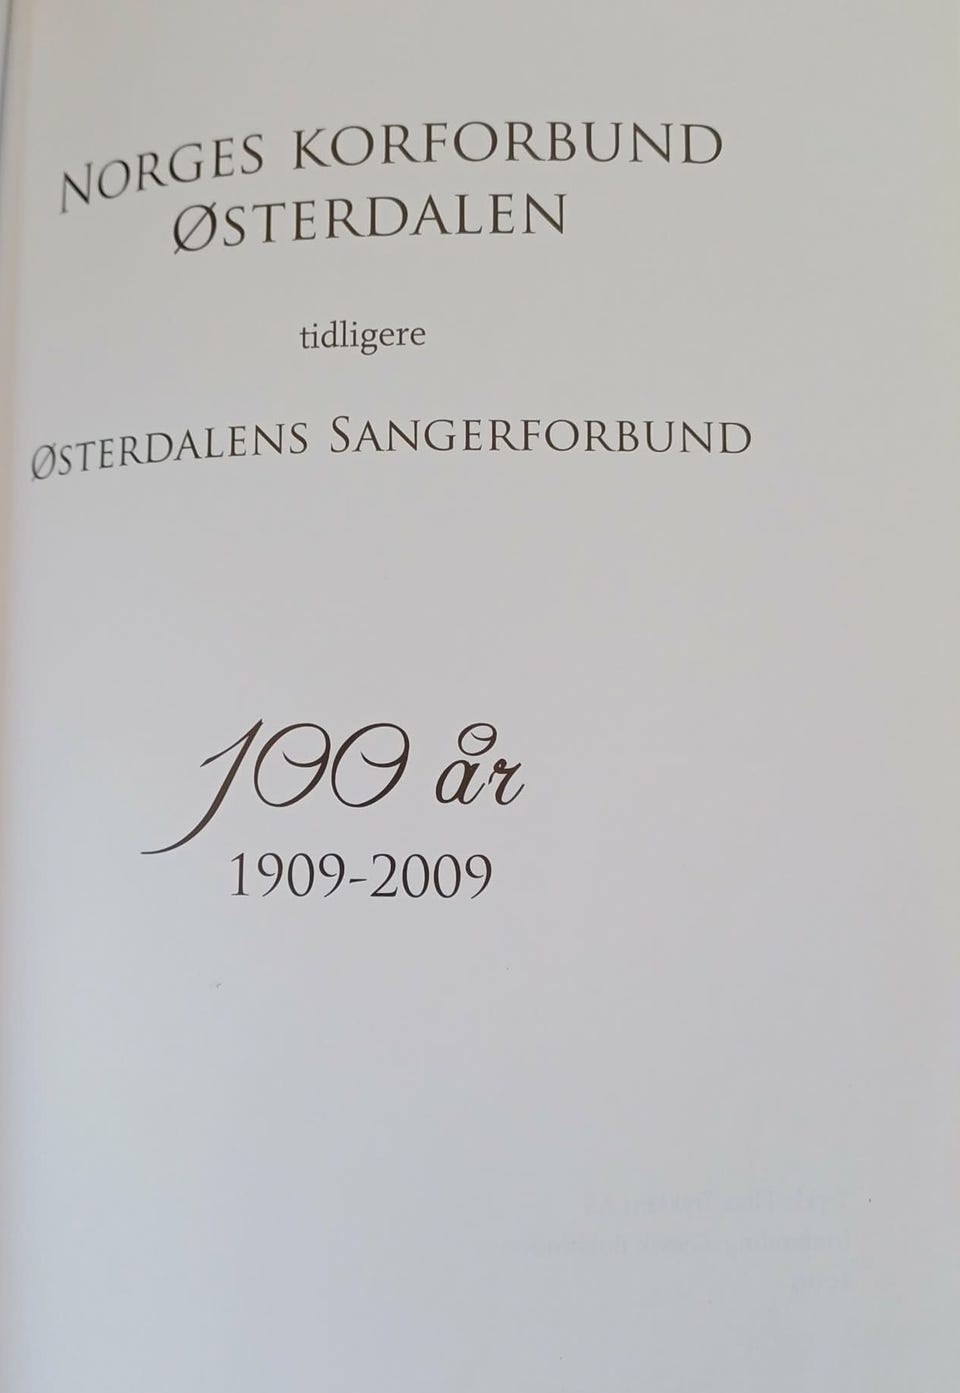 NORGES KORFORBUND
ØSTERDALEN
tidligere
ØSTERDALENS SANGERFORBUND
100 år
1909-2009